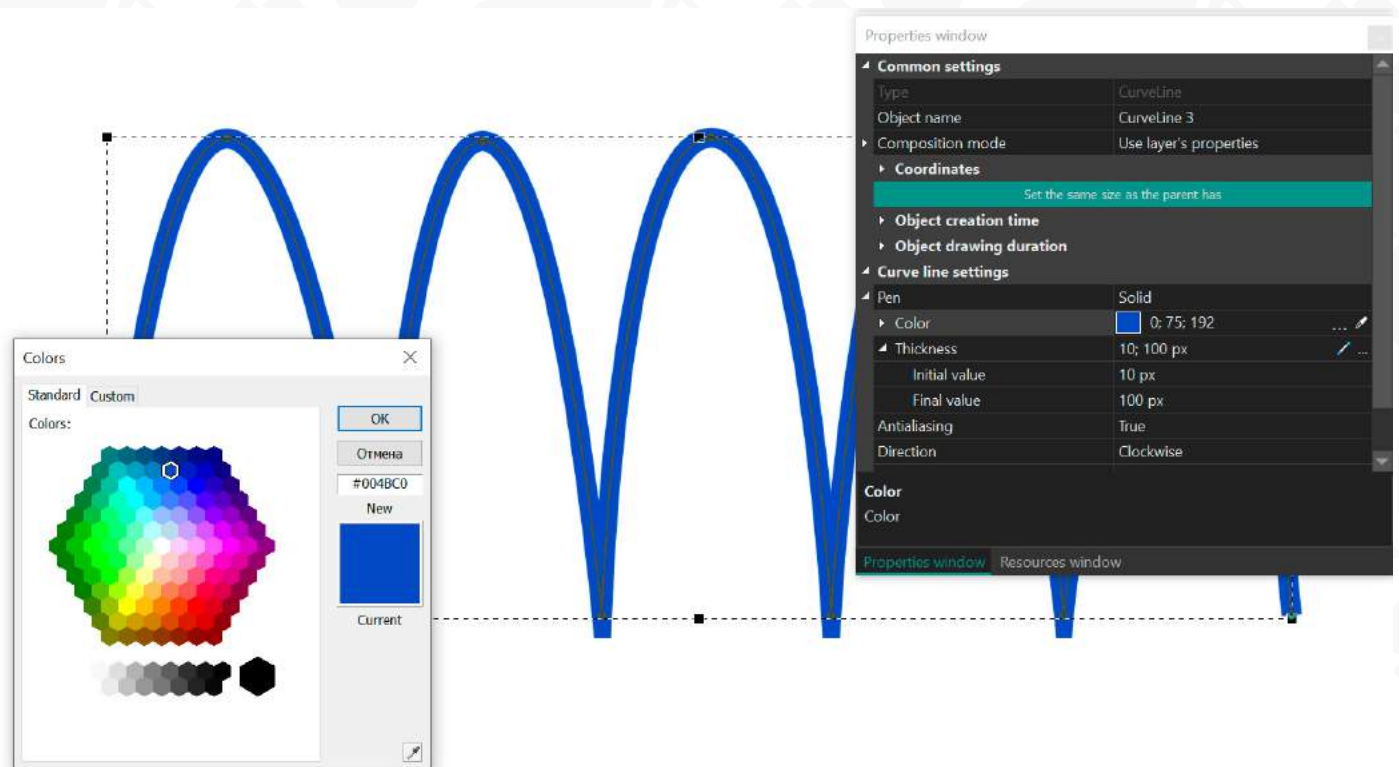 Properties window
Common settings
Type CurveLine
Object name CurveLine 3
Composition mode Use layer's properties
Coordinates
Set the same size as the parent has
Object creation time
Object drawing duration
Curve line settings
Pen Solid
Color 0; 75; 192 ...
Thickness 10; 100 px ...
Initial value 10 px
Final value 100 px
Antialiasing True
Direction Clockwise
Color
Color
Properties window Resources window
Colors
Standard Custom
Colors:
OK
Отмена
#004BC0
New
Current